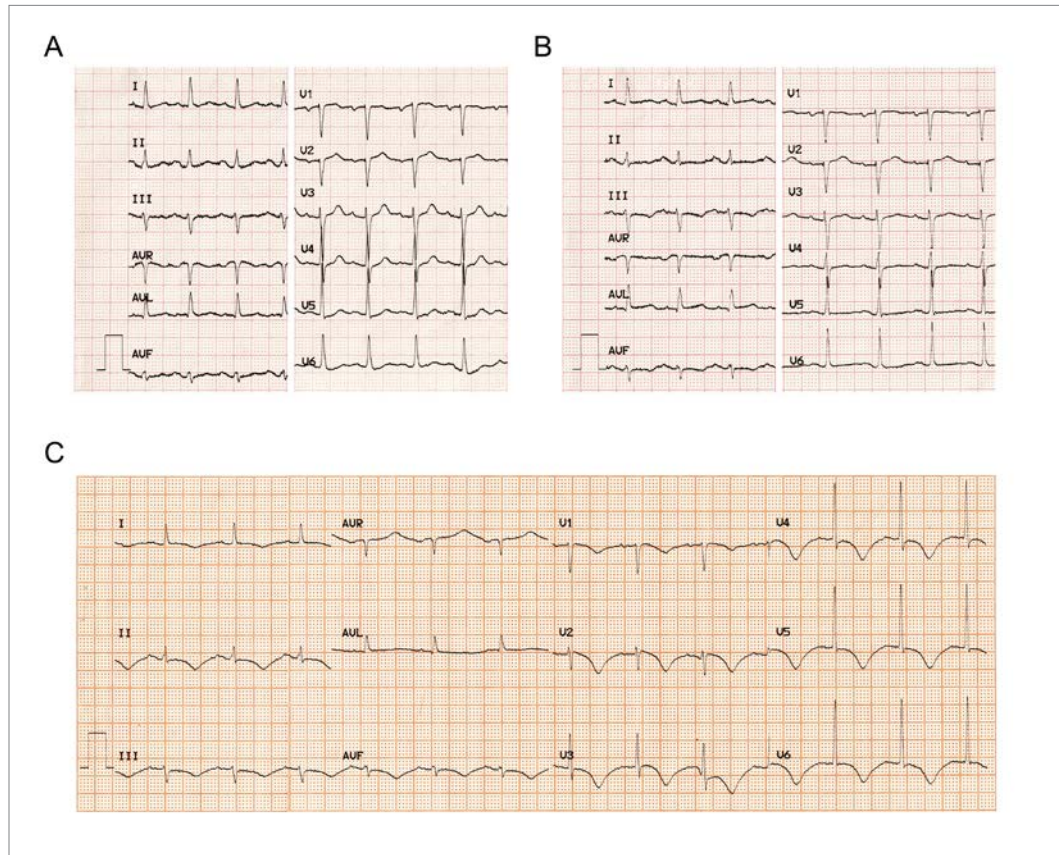 A
I
II
III
AVR
AVL
AVF
V1
V2
V3
V4
V5
V6
B
I
II
III
AVR
AVL
AVF
V1
V2
V3
V4
V5
V6
C
I AVR V1 V4
II AVL V2 V5
III AVF V3 V6